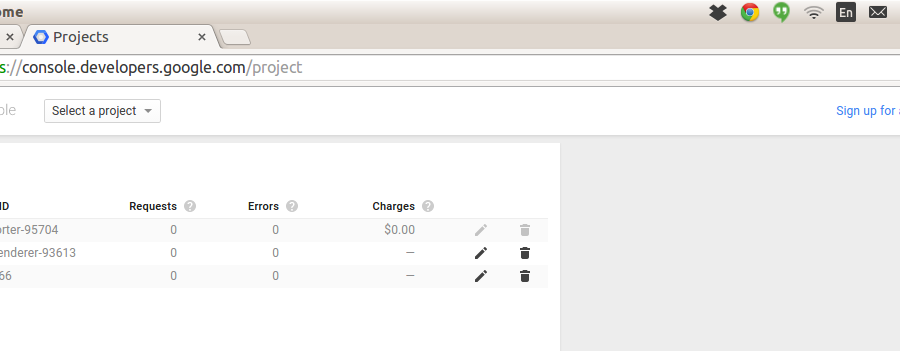 ome
Projects
s://console.developers.google.com/project
ole
Select a project
Sign up for a
ID Requests ? Errors ? Charges ?
orter-95704 0 0 $0.00
enderer-93613 0 0 —
66 0 0 —
En